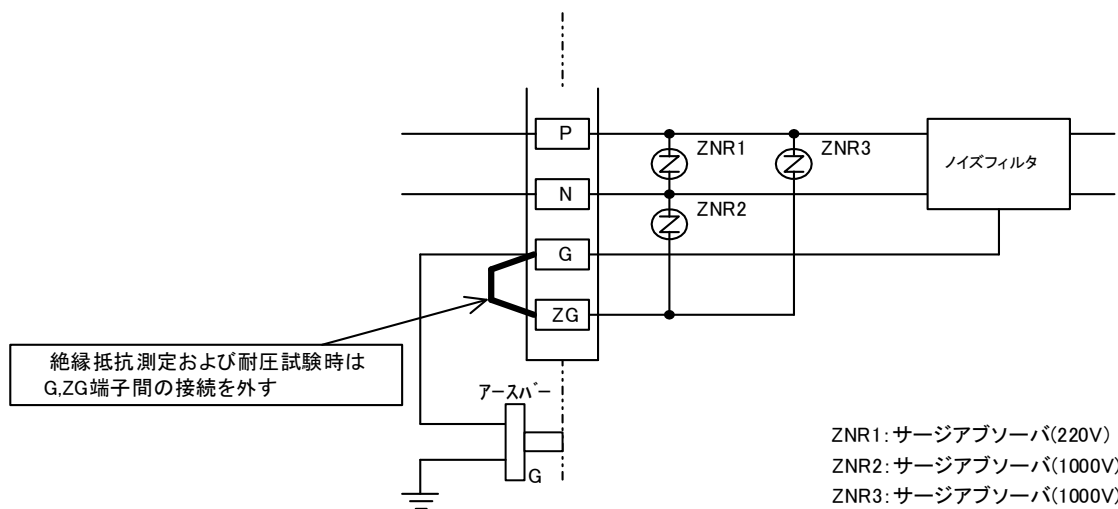 P
ZNR1
ZNR3
ノイズフィルタ
N
ZNR2
G
ZG
絶縁抵抗測定および耐圧試験時は
G,ZG端子間の接続を外す
アースバー
G
ZNR1：サージアブソーバ(220V)
ZNR2：サージアブソーバ(1000V)
ZNR3：サージアブソーバ(1000V)